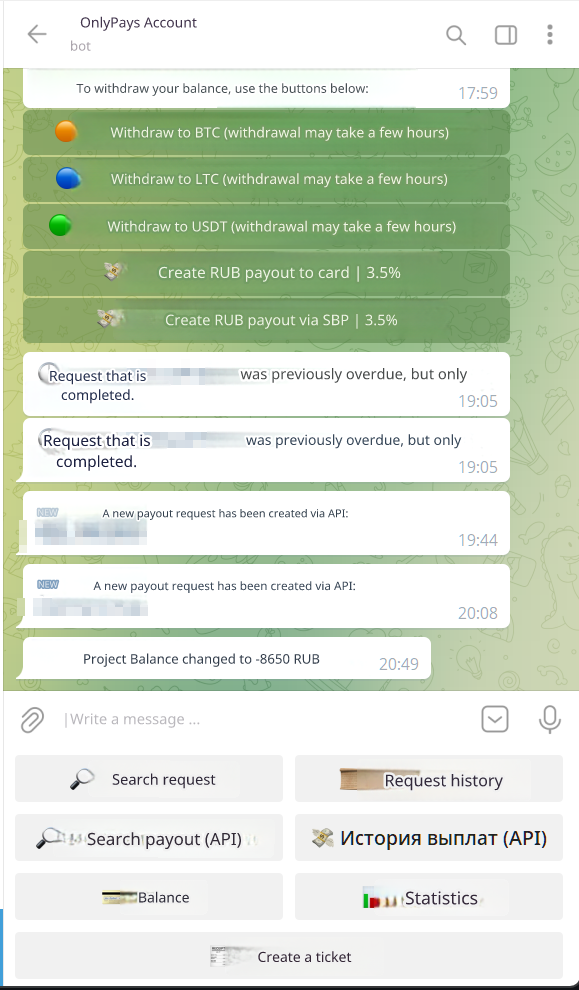 OnlyPays Account
bot
To withdraw your balance, use the buttons below:
17:59
Withdraw to BTC (withdrawal may take a few hours)
Withdraw to LTC (withdrawal may take a few hours)
Withdraw to USDT (withdrawal may take a few hours)
Create RUB payout to card | 3.5%
Create RUB payout via SBP | 3.5%
Request that is was previously overdue, but only
completed.
19:05
Request that is was previously overdue, but only
completed.
19:05
NEW A new payout request has been created via API:
19:44
NEW A new payout request has been created via API:
20:08
Project Balance changed to -8650 RUB
20:49
Write a message ...
Search request
Request history
Search payout (API)
История выплат (API)
Balance
Statistics
Create a ticket